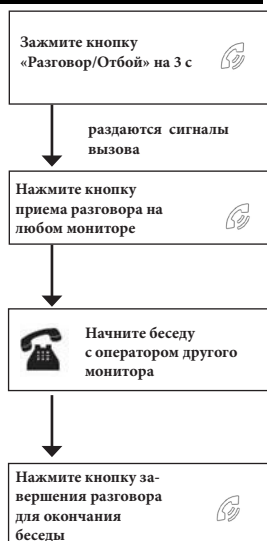 Зажмите кнопку
«Разговор/Отбой» на 3 с
раздаются сигналы
вызова
Нажмите кнопку
приема разговора на
любом мониторе
Начните беседу
с оператором другого
монитора
Нажмите кнопку за-
вершения разговора
для окончания
беседы